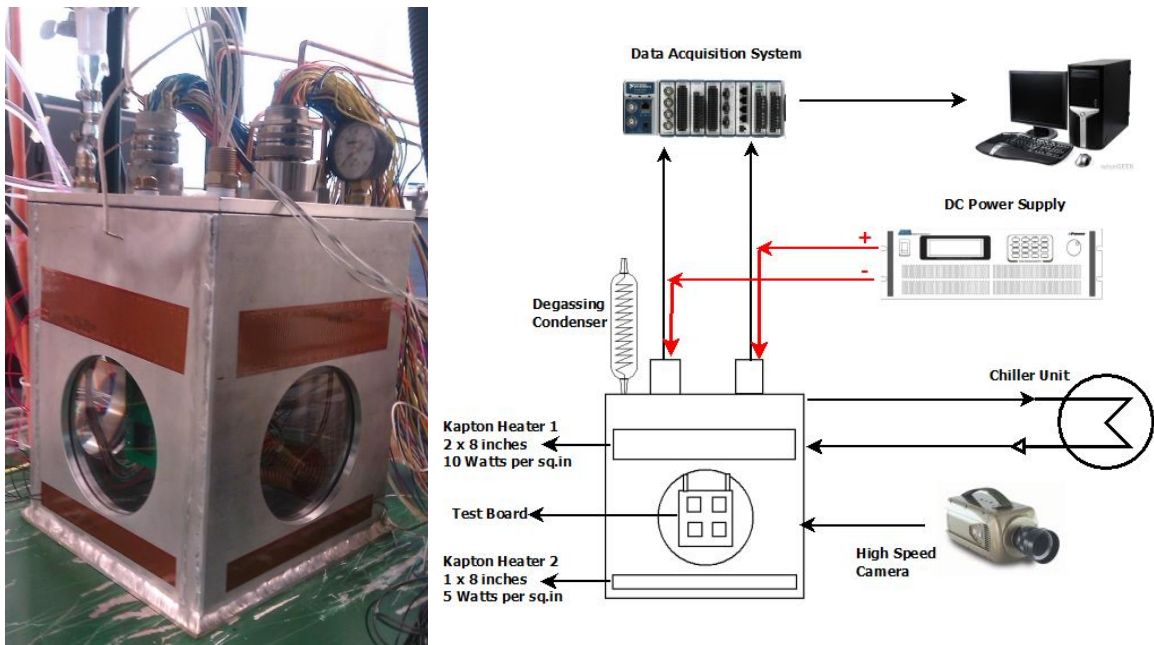 Data Acquisition System
DC Power Supply
+
-
Degassing
Condenser
Chiller Unit
Kapton Heater 1
2 x 8 inches
10 Watts per sq.in
Test Board
High Speed
Camera
Kapton Heater 2
1 x 8 inches
5 Watts per sq.in